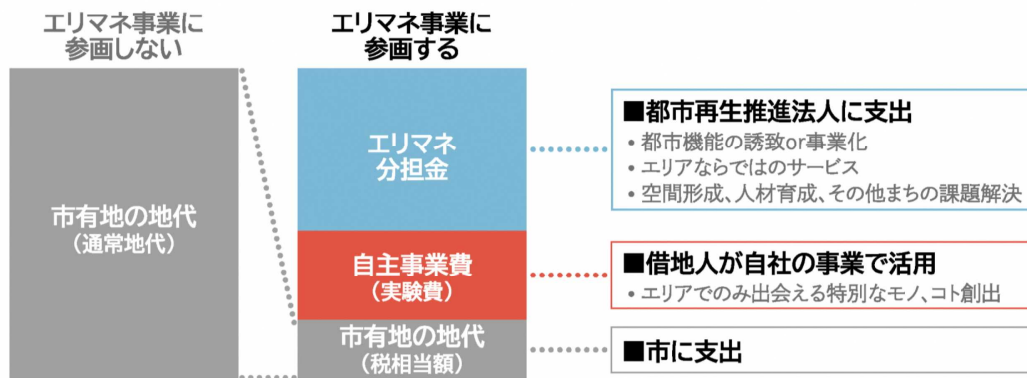 エリマネ事業に
参画しない
エリマネ事業に
参画する
市有地の地代
（通常地代）
エリマネ
分担金
自主事業費
（実験費）
市有地の地代
（税相当額）
■都市再生推進法人に支出
• 都市機能の誘致or事業化
• エリアならではのサービス
• 空間形成、人材育成、その他まちの課題解決
■借地人が自社の事業で活用
• エリアでのみ出会える特別なモノ、コト創出
■市に支出